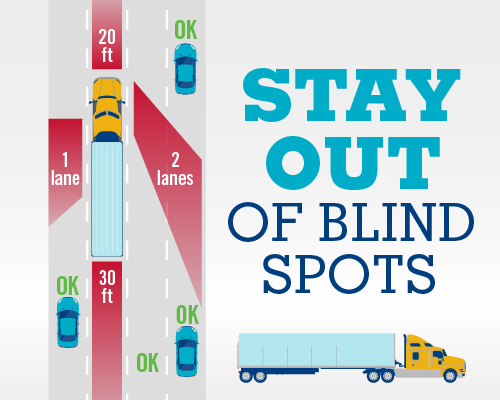 20
ft
OK
1
lane
2
lanes
30
ft
OK
OK
OK
STAY
OUT
OF BLIND
SPOTS